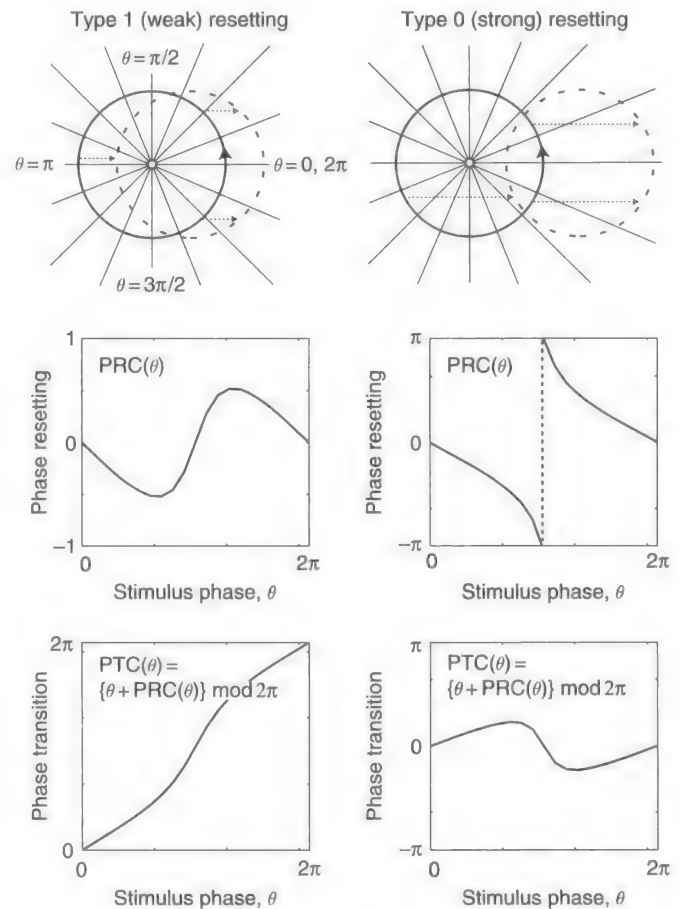 Type 1 (weak) resetting
Type 0 (strong) resetting
θ = π/2
θ = π
θ = 0, 2π
θ = 3π/2
1
PRC(θ)
Phase resetting
0
−1
0
2π
Stimulus phase, θ
π
PRC(θ)
Phase resetting
0
−π
0
2π
Stimulus phase, θ
2π
PTC(θ) =
{θ + PRC(θ)} mod 2π
Phase transition
0
0
2π
Stimulus phase, θ
π
PTC(θ) =
{θ + PRC(θ)} mod 2π
Phase transition
0
−π
0
2π
Stimulus phase, θ